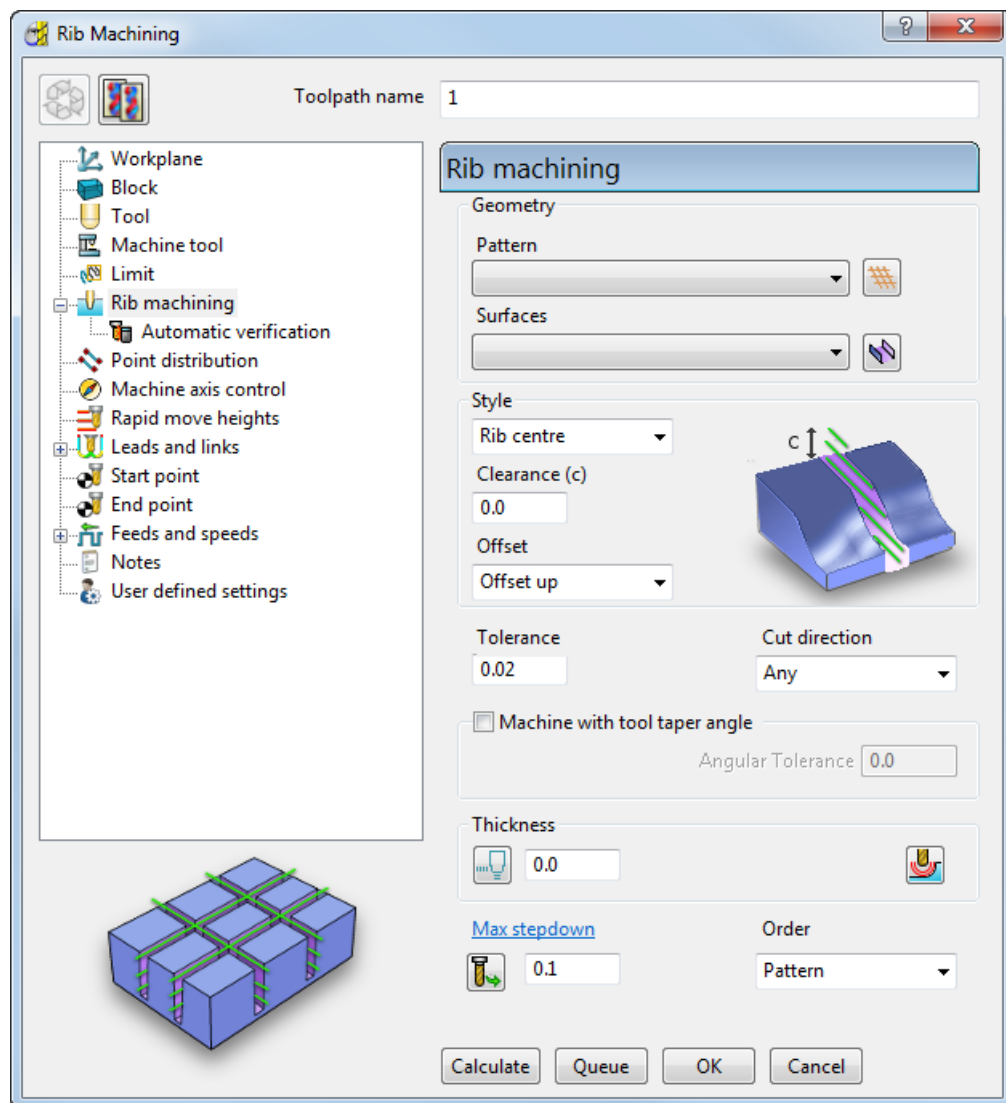 Rib Machining
Toolpath name 1
Workplane
Block
Tool
Machine tool
Limit
Rib machining
Automatic verification
Point distribution
Machine axis control
Rapid move heights
Leads and links
Start point
End point
Feeds and speeds
Notes
User defined settings
Rib machining
Geometry
Pattern
Surfaces
Style
Rib centre
Clearance (c)
0.0
Offset
Offset up
C
Tolerance
0.02
Cut direction
Any
Machine with tool taper angle
Angular Tolerance 0.0
Thickness
0.0
Max stepdown
0.1
Order
Pattern
Calculate Queue OK Cancel